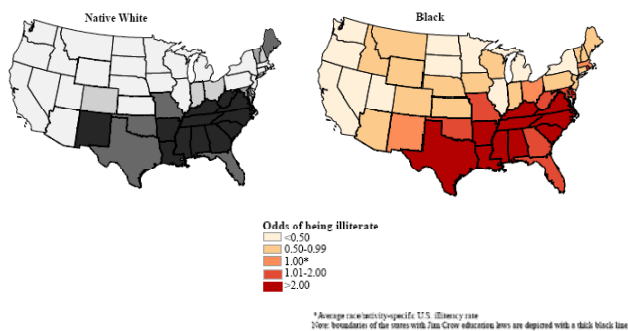 Native White
Black
Odds of being illiterate
<0.50
0.50-0.99
1.00*
1.01-2.00
>2.00
*Average race/nativity-specific U.S. illiteracy rate
Note: boundaries of the states with Jim Crow education laws are depicted with a thick black line